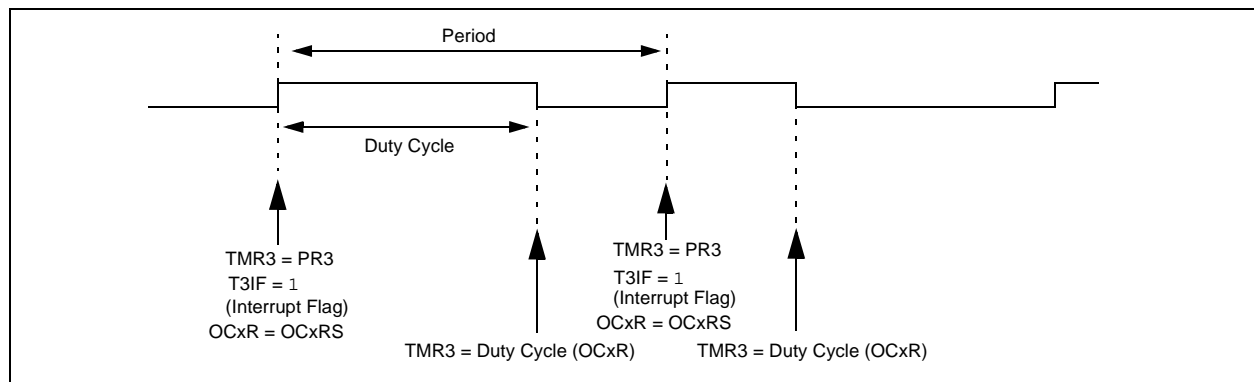 Period
Duty Cycle
TMR3 = PR3
T3IF = 1
(Interrupt Flag)
OCxR = OCxRS
TMR3 = Duty Cycle (OCxR)
TMR3 = PR3
T3IF = 1
(Interrupt Flag)
OCxR = OCxRS
TMR3 = Duty Cycle (OCxR)